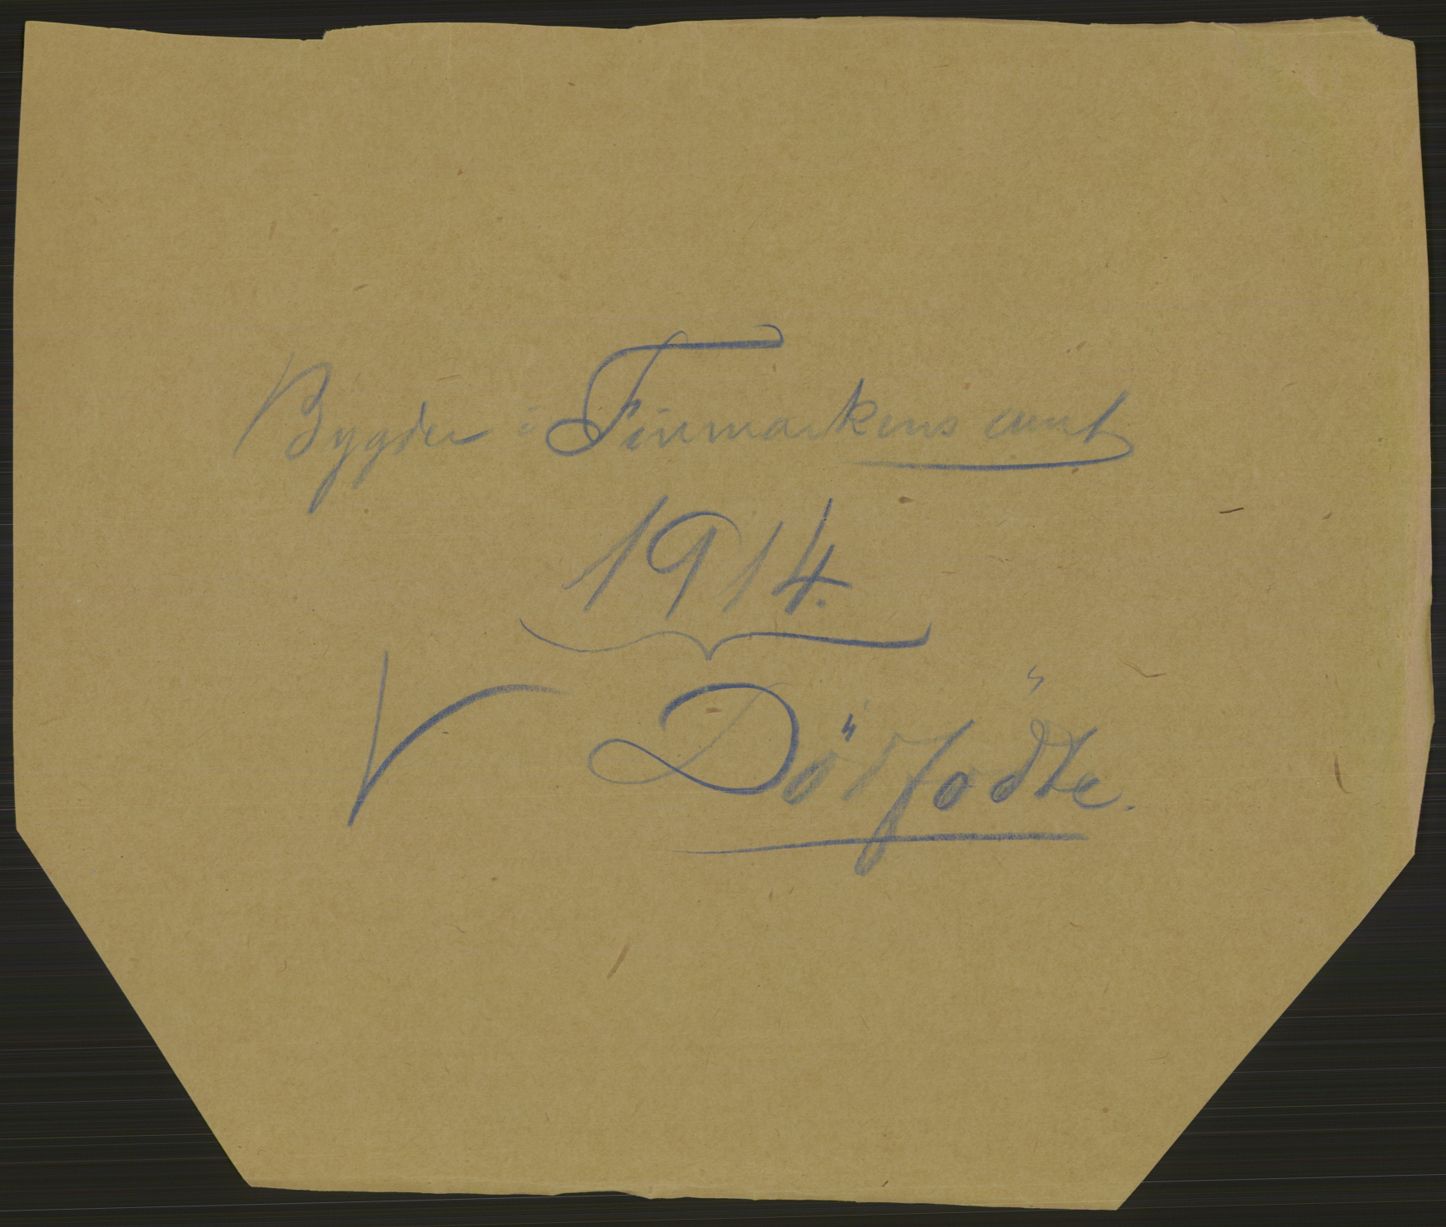 Bygder i Finmarkens amt
1914.
Dödfödte.